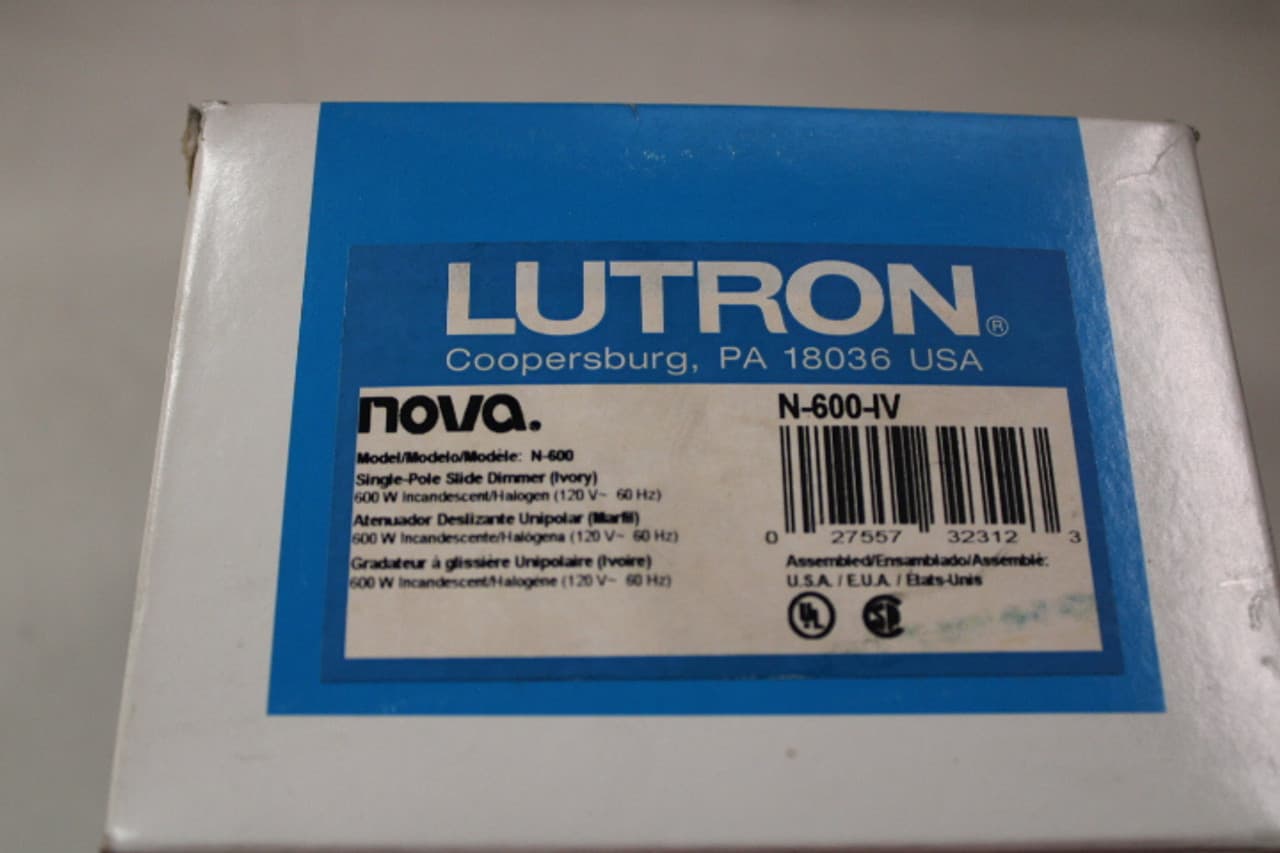 LUTRON®
Coopersburg, PA 18036 USA
nova.
Model/Modelo/Modèle: N-600
Single-Pole Slide Dimmer (Ivory)
600 W Incandescent/Halogen (120 V~ 60 Hz)
Atenuador Deslizante Unipolar (Marfil)
600 W Incandescente/Halógena (120 V~ 60 Hz)
Gradateur à glissière Unipolaire (Ivoire)
600 W Incandescent/Halogène (120 V~ 60 Hz)
N-600-IV
0 27557 32312 3
Assembled/Ensamblado/Assemblé:
U.S.A. / E.U.A. / États-Unis
UL